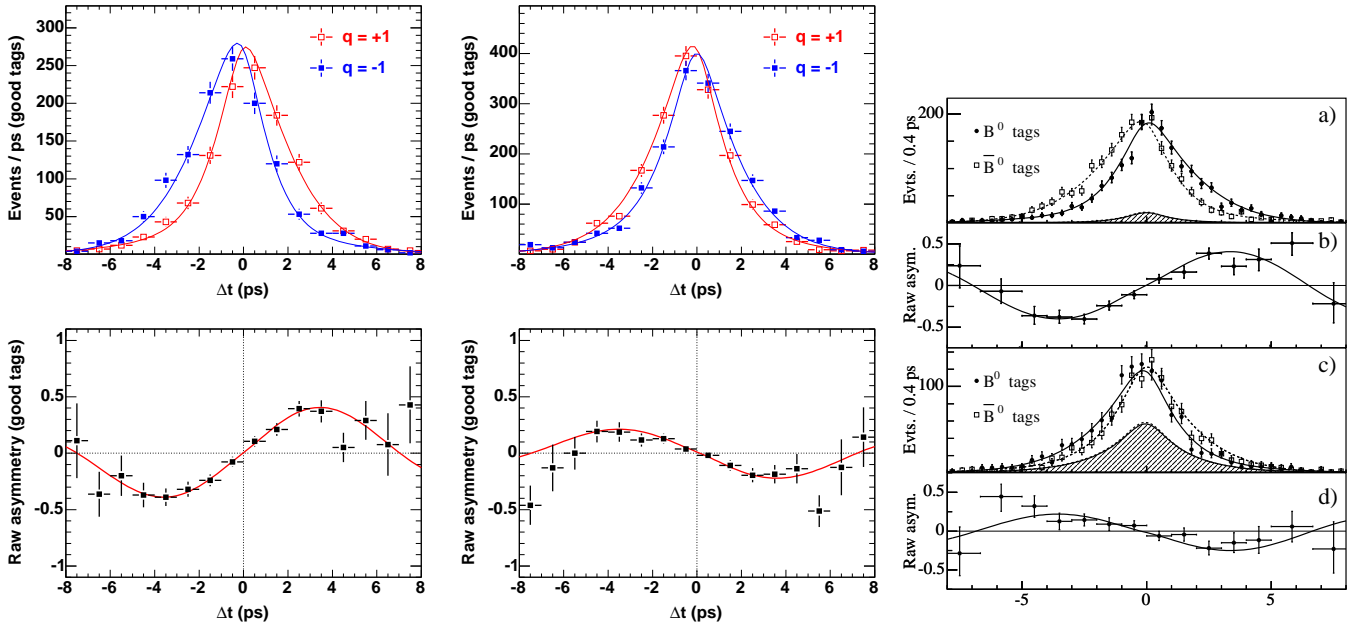 Events / ps (good tags)
300
250
200
150
100
50
q = +1
q = -1
-8 -6 -4 -2 0 2 4 6 8
Δt (ps)
Events / ps (good tags)
400
300
200
100
q = +1
q = -1
-8 -6 -4 -2 0 2 4 6 8
Δt (ps)
Raw asymmetry (good tags)
1
0.5
0
-0.5
-1
-8 -6 -4 -2 0 2 4 6 8
Δt (ps)
Raw asymmetry (good tags)
1
0.5
0
-0.5
-1
-8 -6 -4 -2 0 2 4 6 8
Δt (ps)
Evts. / 0.4 ps
200
B⁰ tags
B̅⁰ tags
a)
Raw asym.
0.5
0
-0.5
b)
Evts. / 0.4 ps
100
B⁰ tags
B̅⁰ tags
c)
Raw asym.
0.5
0
-0.5
d)
-5 0 5